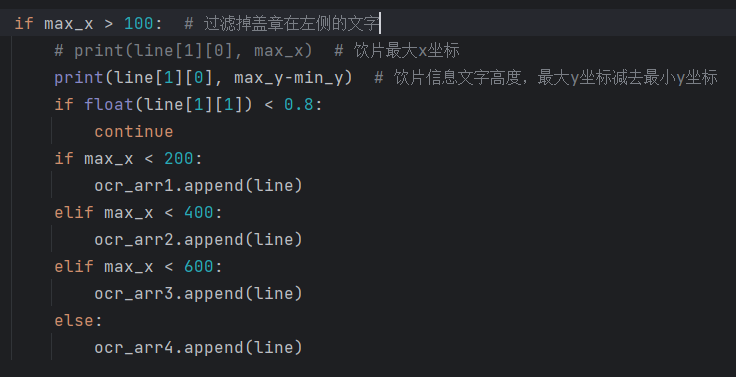 if max_x > 100:  # 过滤掉盖章在左侧的文字
    # print(line[1][0], max_x)  # 饮片最大x坐标
    print(line[1][0], max_y-min_y)  # 饮片信息文字高度，最大y坐标减去最小y坐标
    if float(line[1][1]) < 0.8:
        continue
    if max_x < 200:
        ocr_arr1.append(line)
    elif max_x < 400:
        ocr_arr2.append(line)
    elif max_x < 600:
        ocr_arr3.append(line)
    else:
        ocr_arr4.append(line)